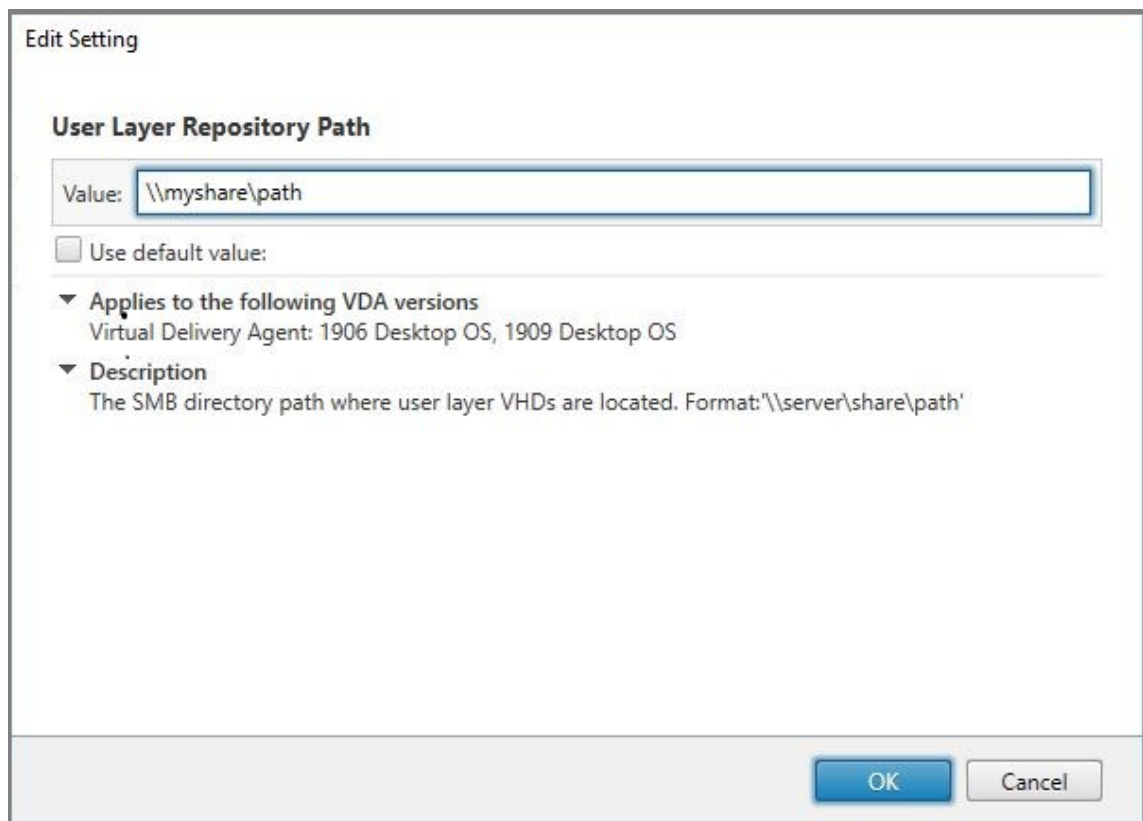 Edit Setting
User Layer Repository Path
Value: \\myshare\path
Use default value:
Applies to the following VDA versions
Virtual Delivery Agent: 1906 Desktop OS, 1909 Desktop OS
Description
The SMB directory path where user layer VHDs are located. Format:'\\server\share\path'
OK Cancel